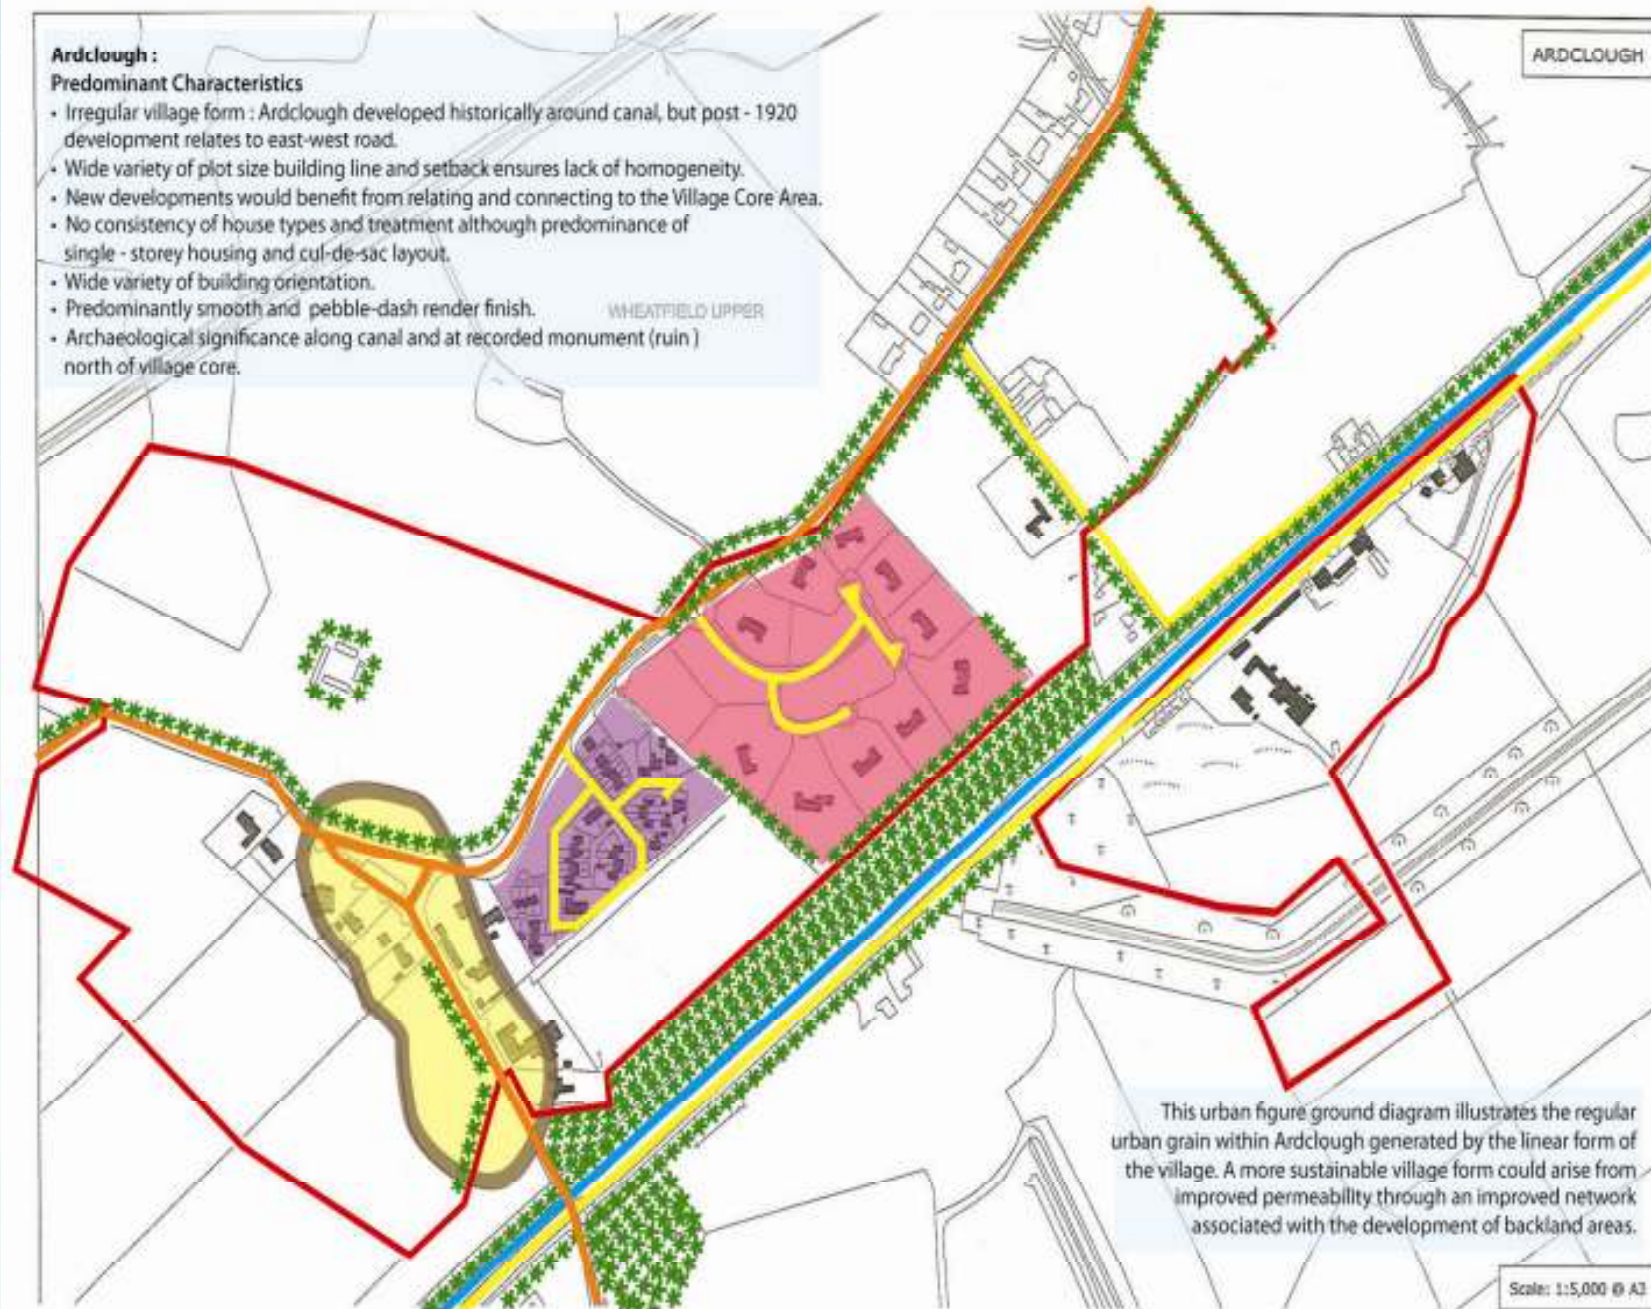 Ardclough :
Predominant Characteristics
• Irregular village form : Ardclough developed historically around canal, but post - 1920
development relates to east-west road.
• Wide variety of plot size building line and setback ensures lack of homogeneity.
• New developments would benefit from relating and connecting to the Village Core Area.
• No consistency of house types and treatment although predominance of
single - storey housing and cul-de-sac layout.
• Wide variety of building orientation.
• Predominantly smooth and pebble-dash render finish.
WHEATFIELD UPPER
• Archaeological significance along canal and at recorded monument (ruin )
north of village core.
ARDCLOUGH
This urban figure ground diagram illustrates the regular
urban grain within Ardclough generated by the linear form of
the village. A more sustainable village form could arise from
improved permeability through an improved network
associated with the development of backland areas.
Scale: 1:5,000 @